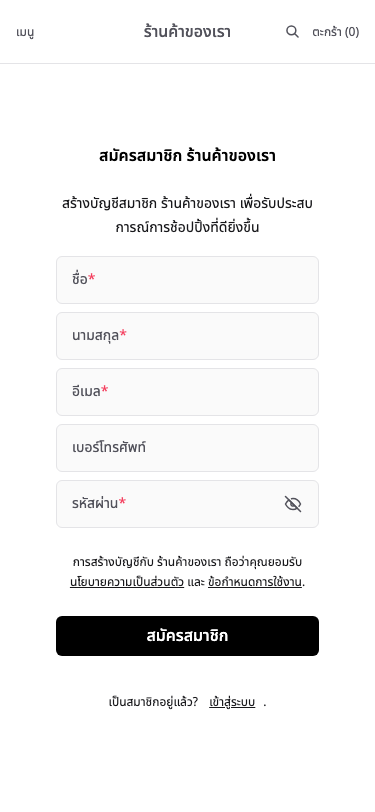 เมนู
ร้านค้าของเรา
ตะกร้า (0)
สมัครสมาชิก ร้านค้าของเรา
สร้างบัญชีสมาชิก ร้านค้าของเรา เพื่อรับประสบ
การณ์การช้อปปิ้งที่ดียิ่งขึ้น
ชื่อ*
นามสกุล*
อีเมล*
เบอร์โทรศัพท์
รหัสผ่าน*
การสร้างบัญชีกับ ร้านค้าของเรา ถือว่าคุณยอมรับ
นโยบายความเป็นส่วนตัว และ ข้อกำหนดการใช้งาน.
สมัครสมาชิก
เป็นสมาชิกอยู่แล้ว? เข้าสู่ระบบ .